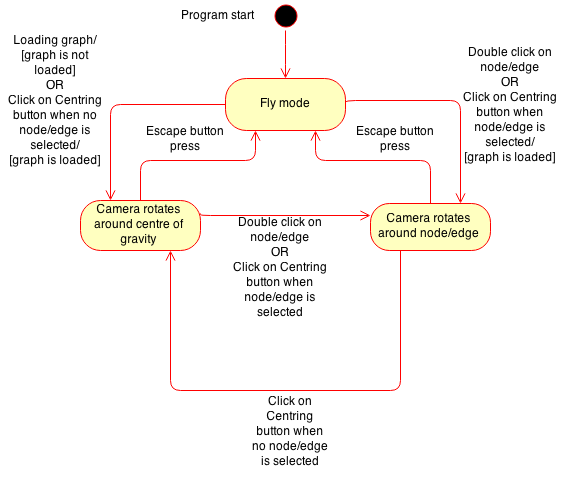 Program start
Loading graph/
[graph is not
loaded]
OR
Click on Centring
button when no
node/edge is
selected/
[graph is loaded]
Double click on
node/edge
OR
Click on Centring
button when
node/edge is
selected/
[graph is loaded]
Fly mode
Escape button
press
Escape button
press
Camera rotates
around centre of
gravity
Camera rotates
around node/edge
Double click on
node/edge
OR
Click on Centring
button when
node/edge is
selected
Click on
Centring
button when
no node/edge
is selected